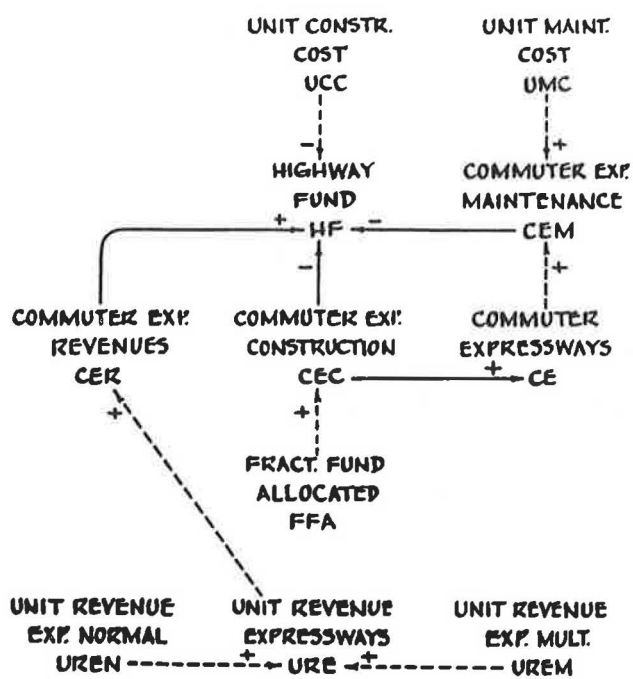 UNIT CONSTR.
COST
UCC
UNIT MAINT.
COST
UMC
-
+
HIGHWAY
FUND
HF
COMMUTER EXP.
MAINTENANCE
CEM
+
-
-
+
COMMUTER EXP.
REVENUES
CER
COMMUTER EXP.
CONSTRUCTION
CEC
COMMUTER
EXPRESSWAYS
CE
+
+
+
FRACT. FUND
ALLOCATED
FFA
UNIT REVENUE
EXP. NORMAL
UREN
UNIT REVENUE
EXPRESSWAYS
URE
UNIT REVENUE
EXP. MULT.
UREM
+
+